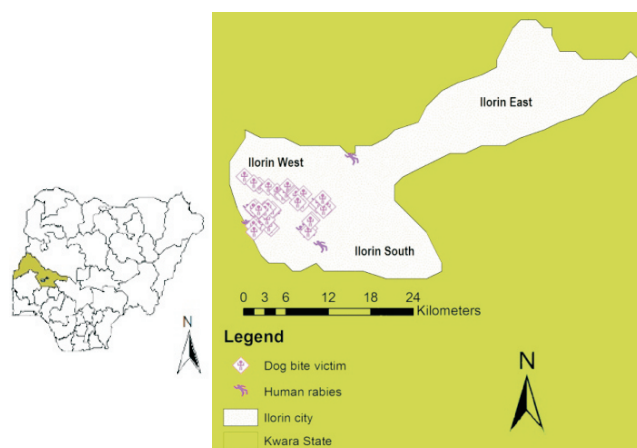 N
Ilorin East
Ilorin West
Ilorin South
0 3 6 12 18 24
Kilometers
Legend
Dog bite victim
Human rabies
Ilorin city
Kwara State
N